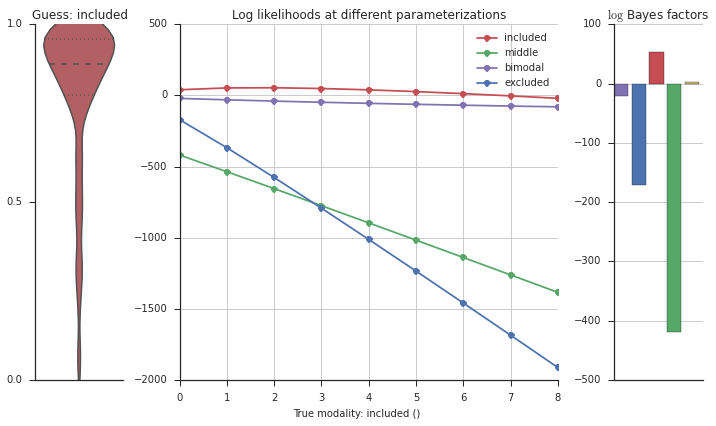 Guess: included
1.0
0.5
0.0
Log likelihoods at different parameterizations
500
0
−500
−1000
−1500
−2000
included
middle
bimodal
excluded
0 1 2 3 4 5 6 7 8
True modality: included ()
log Bayes factors
100
0
−100
−200
−300
−400
−500